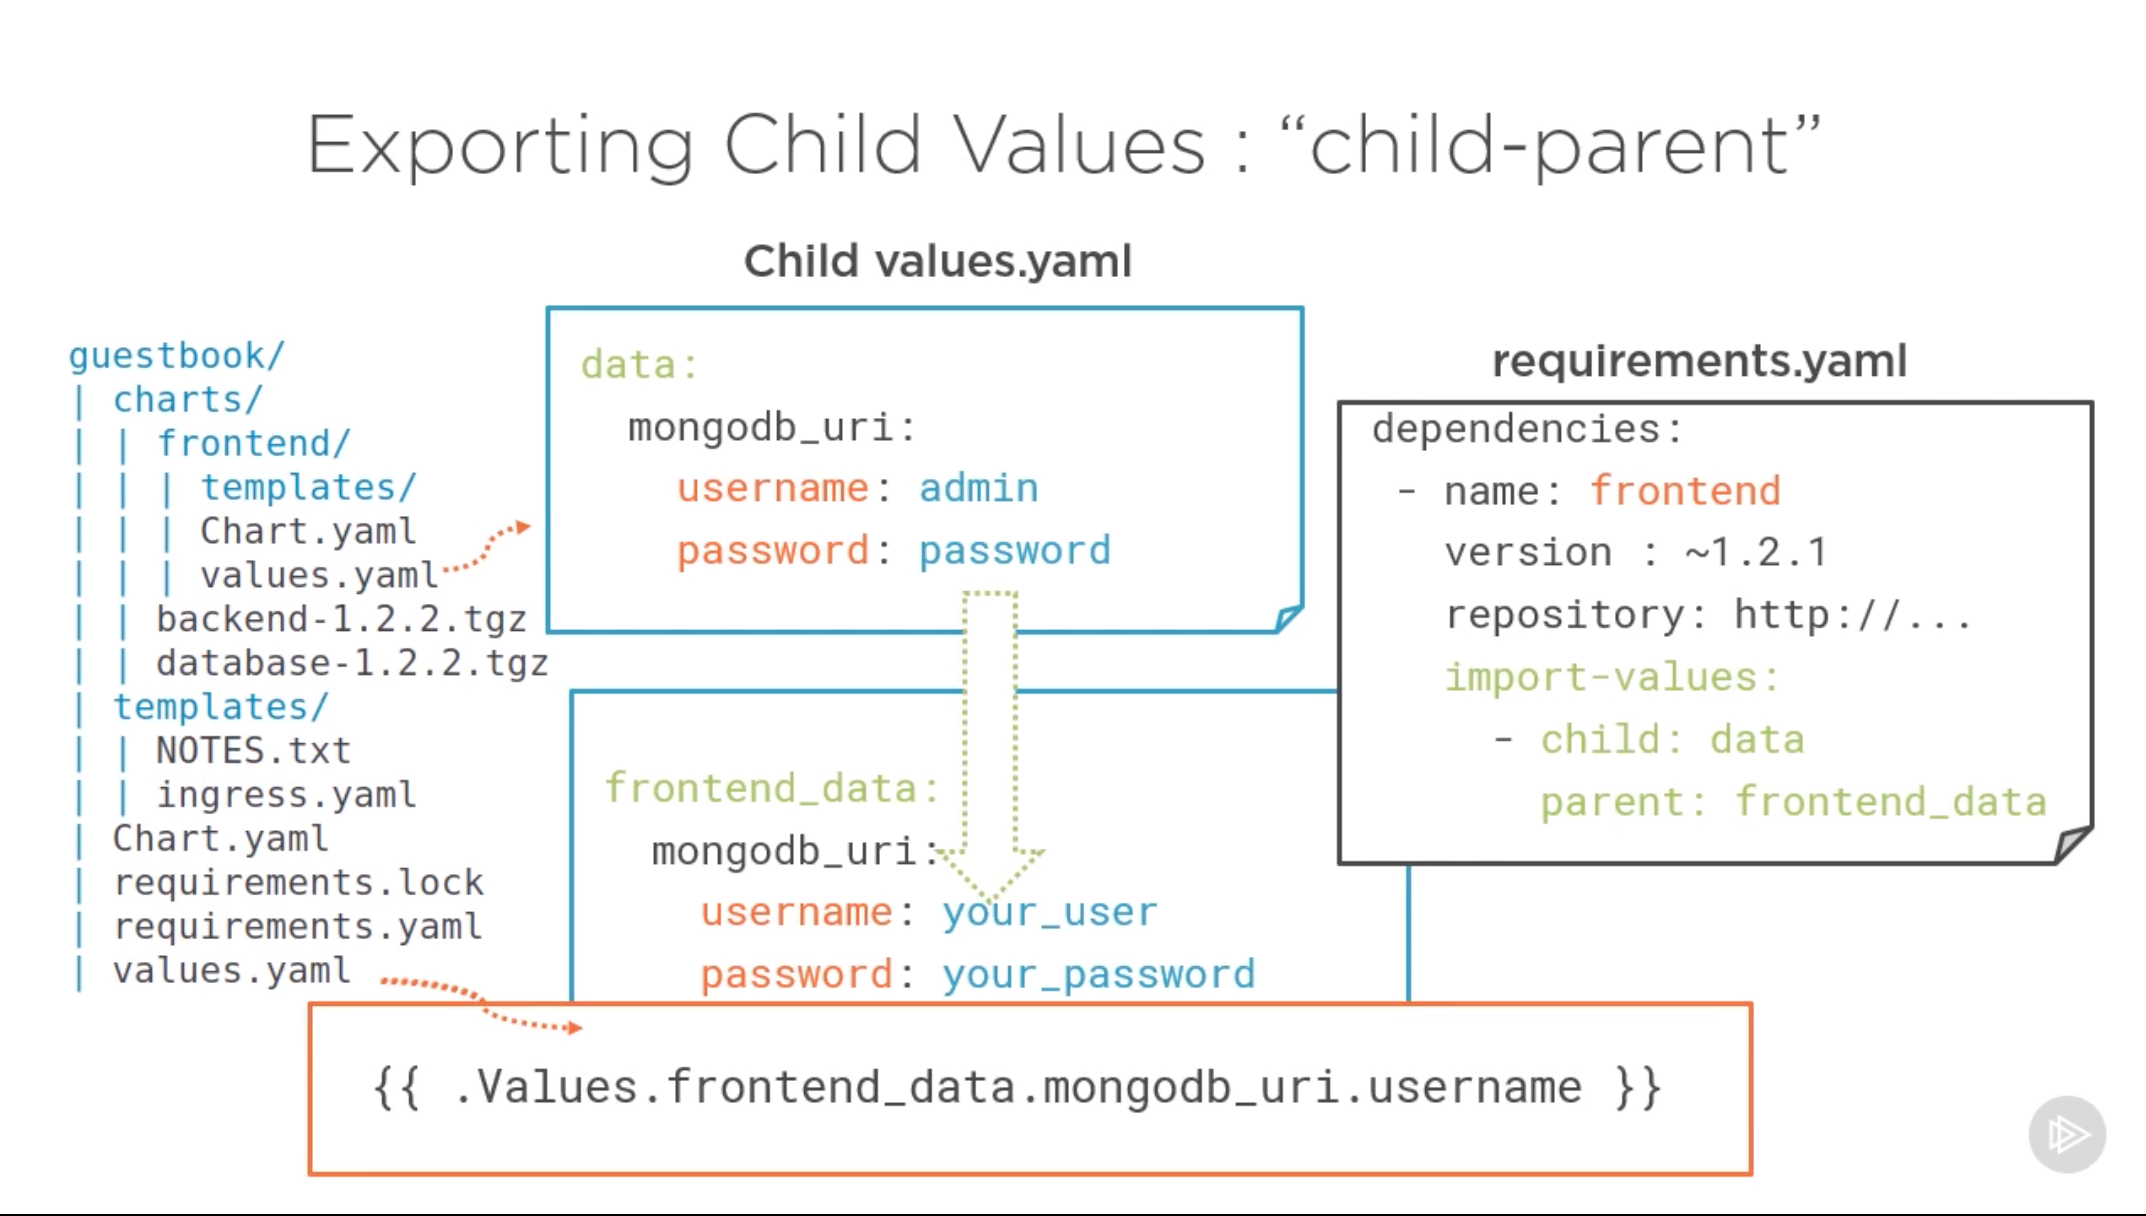 Exporting Child Values : “child-parent”
Child values.yaml
guestbook/
| charts/
| | frontend/
| | | templates/
| | | Chart.yaml
| | | values.yaml
| | backend-1.2.2.tgz
| | database-1.2.2.tgz
| templates/
| | NOTES.txt
| | ingress.yaml
| Chart.yaml
| requirements.lock
| requirements.yaml
| values.yaml
data:
mongodb_uri:
username: admin
password: password
frontend_data:
mongodb_uri:
username: your_user
password: your_password
requirements.yaml
dependencies:
- name: frontend
version : ~1.2.1
repository: http://...
import-values:
- child: data
parent: frontend_data
{{ .Values.frontend_data.mongodb_uri.username }}